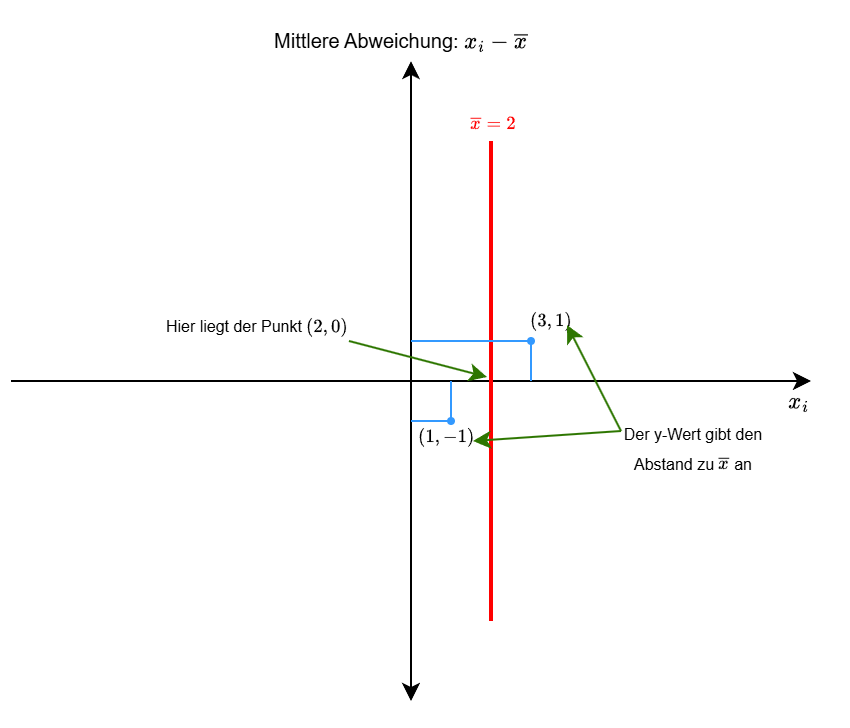 Mittlere Abweichung: $x_i - \overline{x}$
$\overline{x} = 2$
Hier liegt der Punkt $(2, 0)$
$(3, 1)$
$x_i$
$(1, -1)$
Der y-Wert gibt den
Abstand zu $\overline{x}$ an